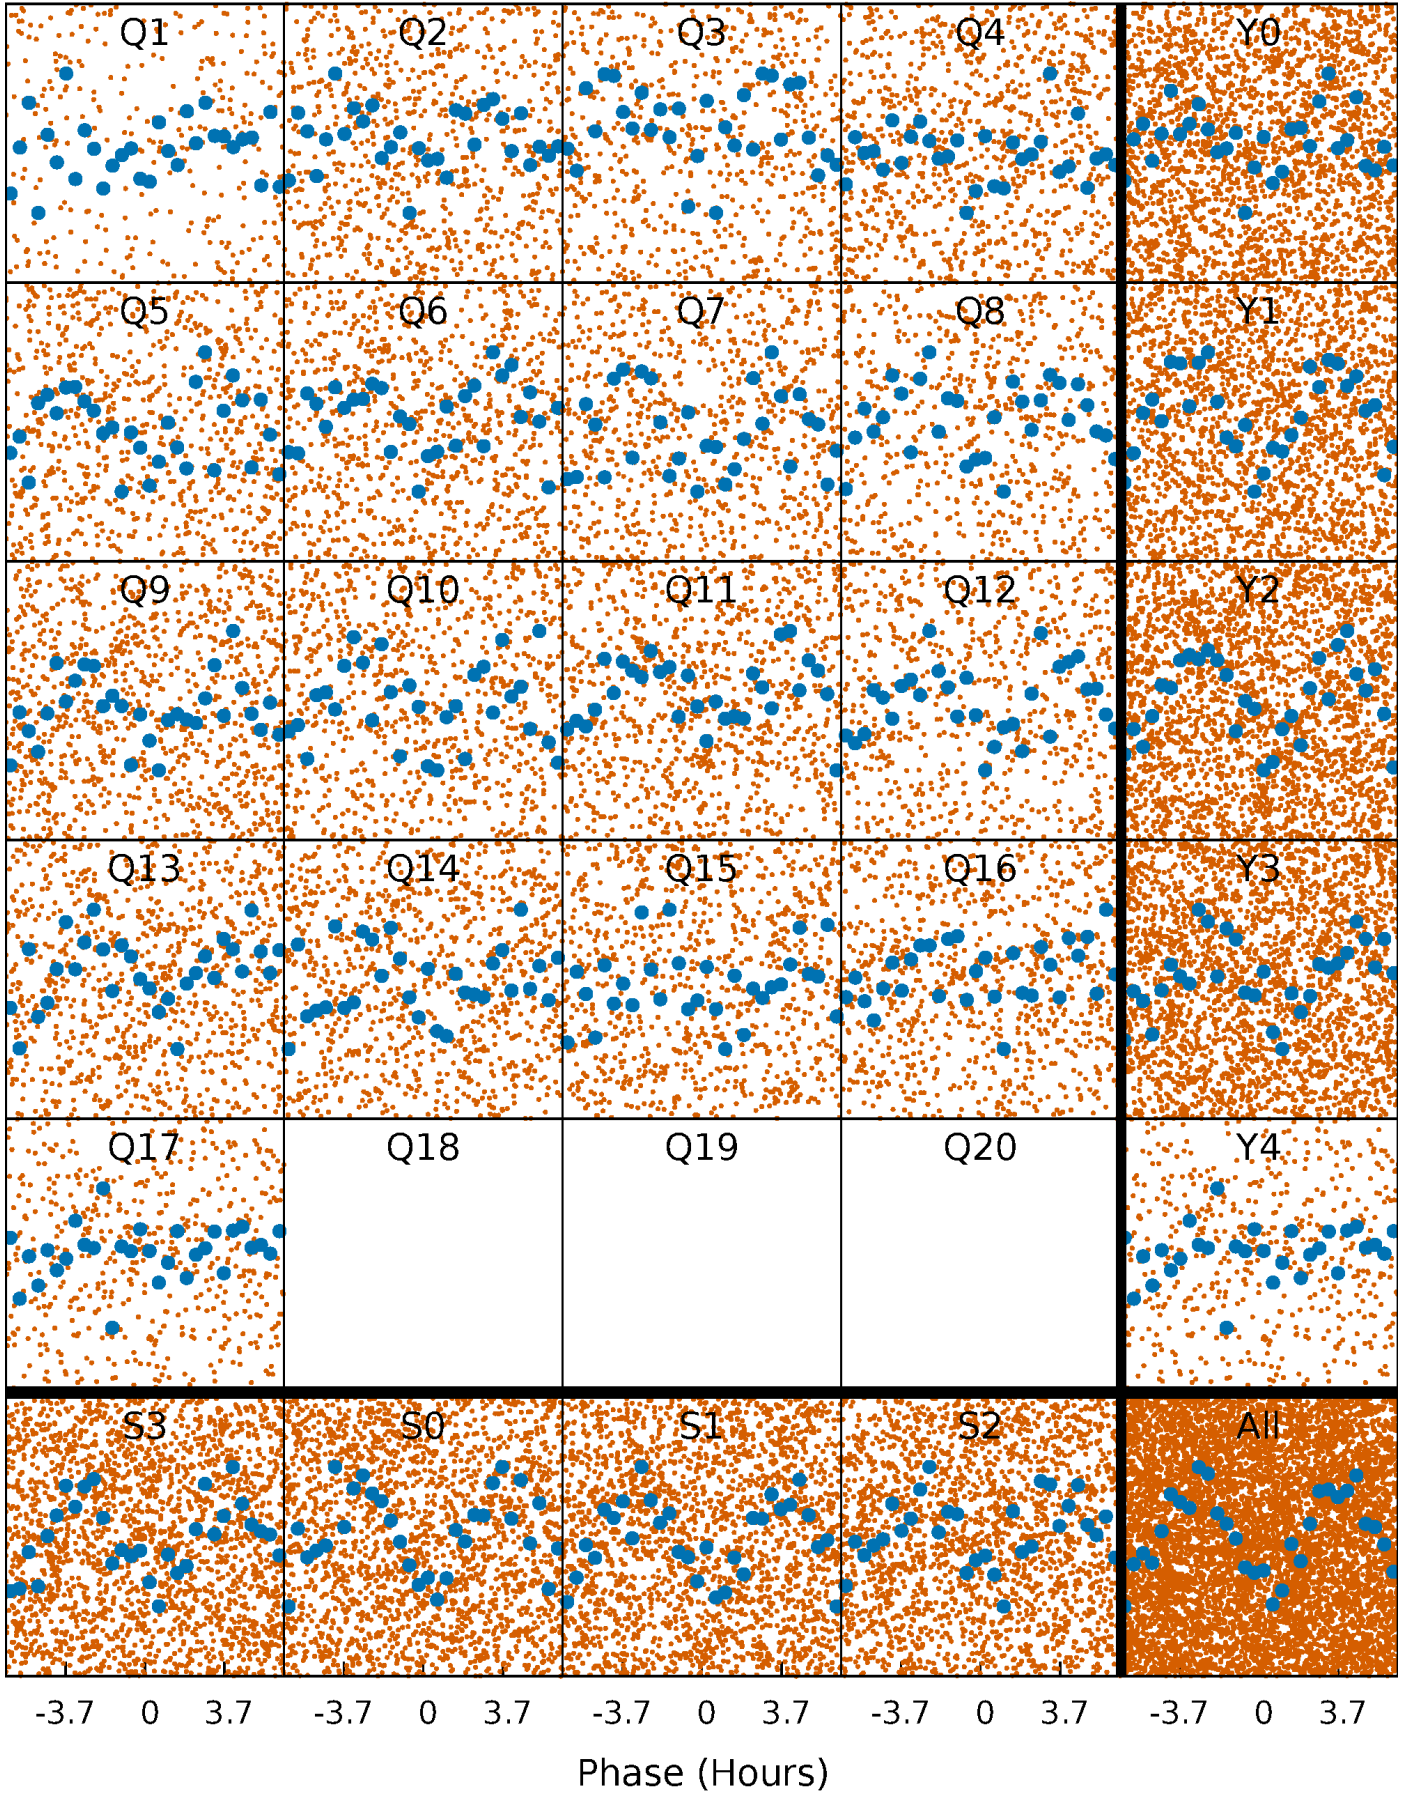 Q1 Q2 Q3 Q4 Y0
Q5 Q6 Q7 Q8 Y1
Q9 Q10 Q11 Q12 Y2
Q13 Q14 Q15 Q16 Y3
Q17 Q18 Q19 Q20 Y4
S3 S0 S1 S2 All
-3.7 0 3.7 -3.7 0 3.7 -3.7 0 3.7 -3.7 0 3.7 -3.7 0 3.7
Phase (Hours)